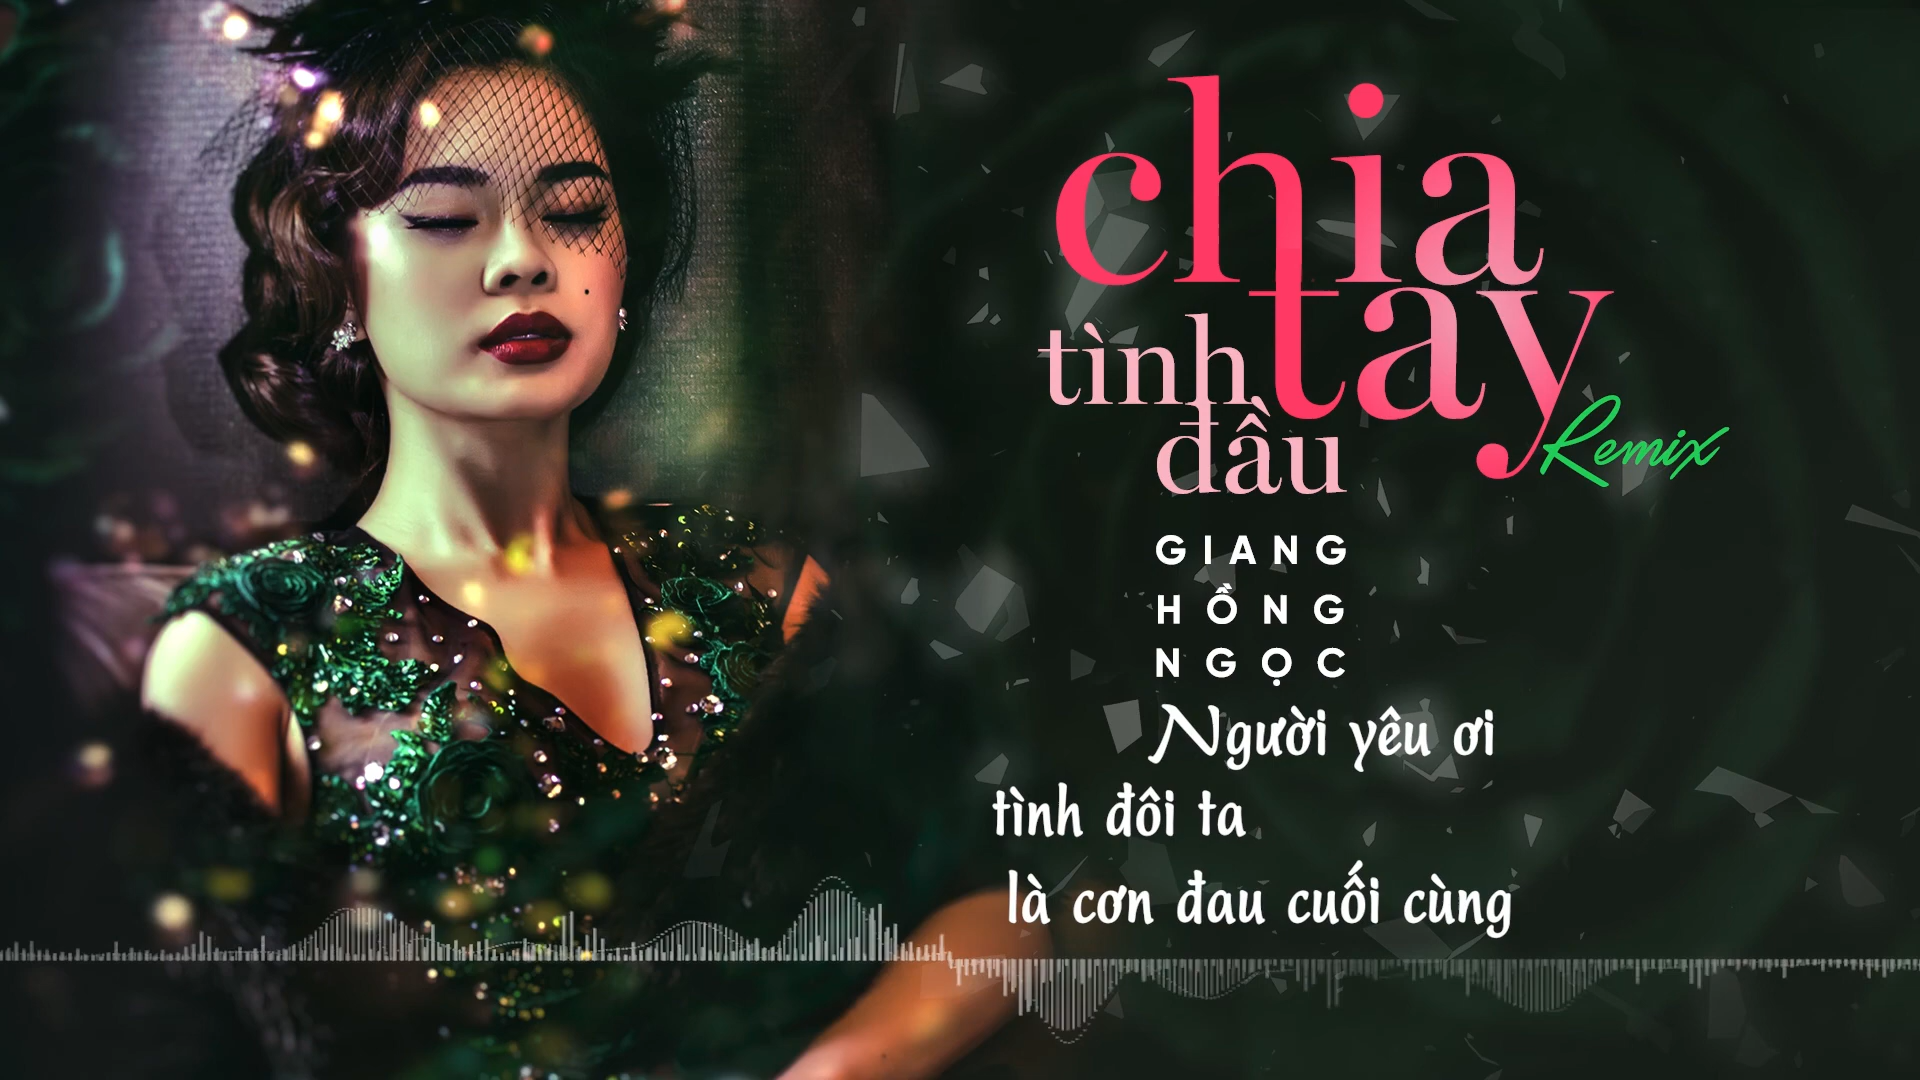 chia
tay
tình
đầu
Remix
GIANG
HỒNG
NGỌC
Người yêu ơi
tình đôi ta
là cơn đau cuối cùng